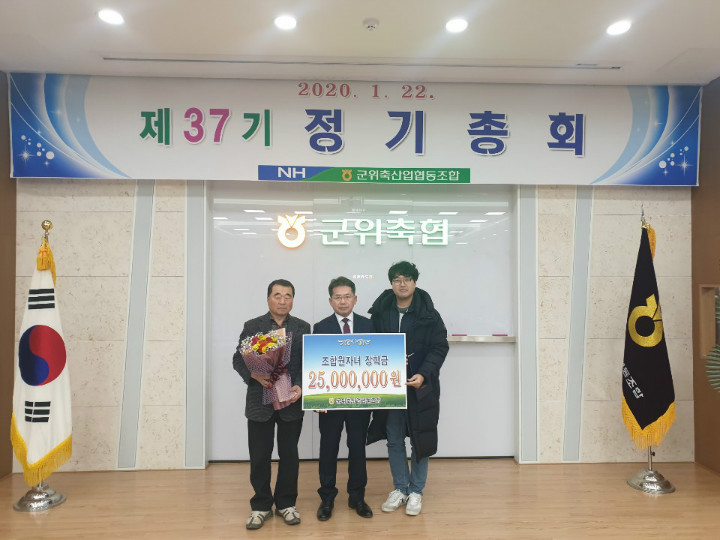 2020. 1. 22.
제37기 정기총회
NH 군위축산업협동조합
군위축협
조합원자녀 장학금
25,000,000원